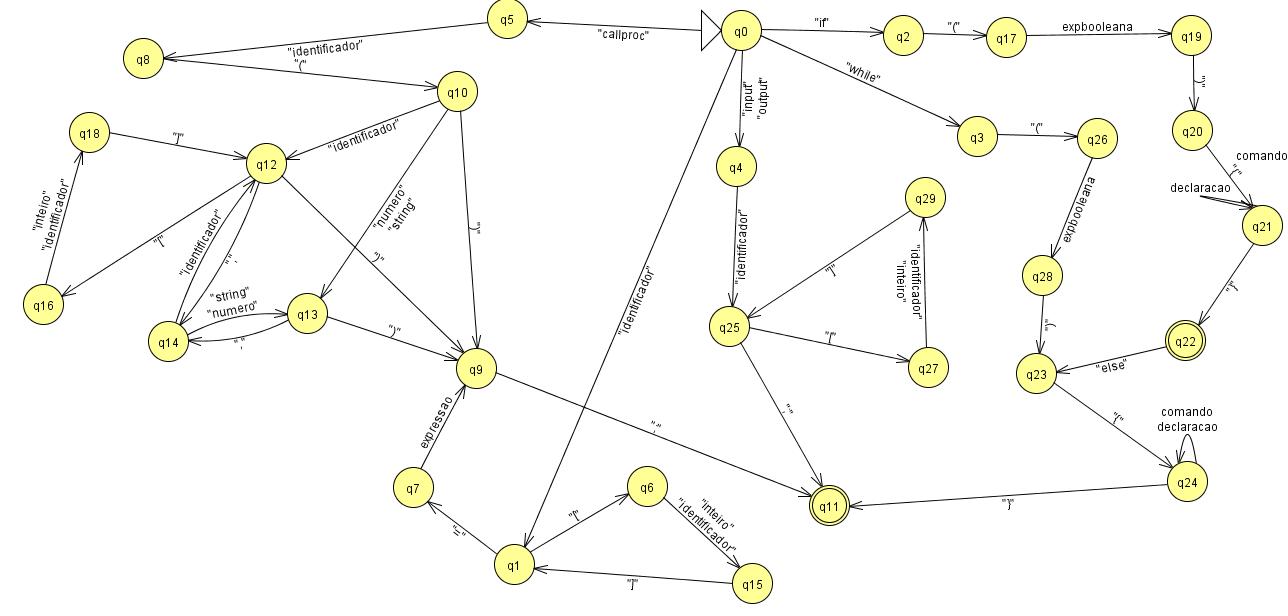 q5
"callproc"
q0
"if"
q2
"("
q17
expbooleana
q19
q8
"identificador"
"("
q10
"while"
"input"
"output"
")"
q18
"]"
q12
"identificador"
q4
q3
"("
q26
q20
comando
"{"
declaracao
q21
"inteiro"
"identificador"
"["
"identificador"
","
"numero"
"string"
")"
")"
"identificador"
q29
expbooleana
"]"
"identificador"
"inteiro"
q28
"}"
q16
"string"
"numero"
q13
q14
","
")"
"identificador"
q25
"["
q27
")"
q22
"else"
q9
q23
expressao
";"
";"
"{"
comando
declaracao
q7
q6
q24
"="
"["
"inteiro"
"identificador"
q11
"}"
q1
"]"
q15